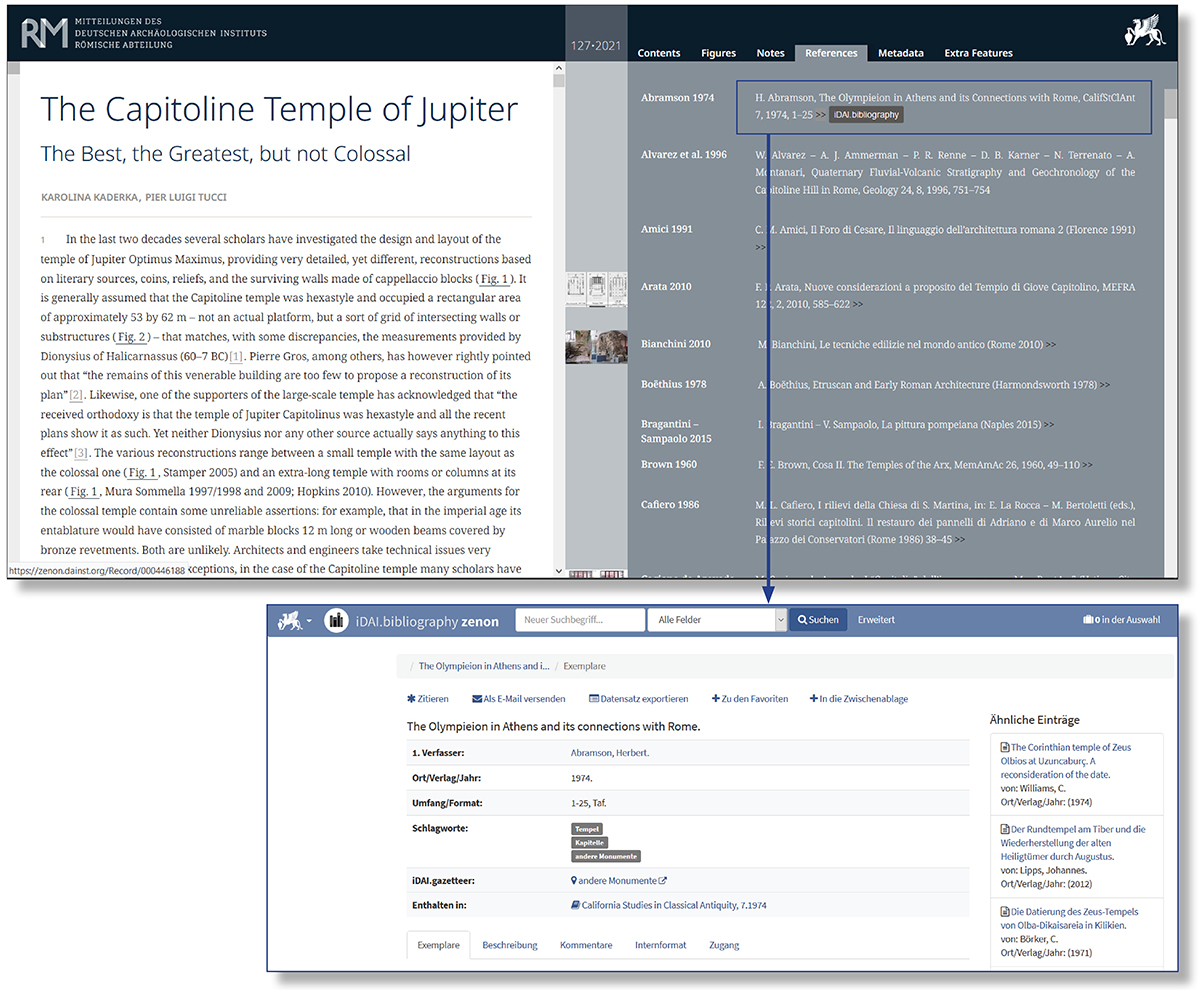 RM
MITTEILUNGEN DES
DEUTSCHEN ARCHÄOLOGISCHEN INSTITUTS
RÖMISCHE ABTEILUNG
127•2021
Contents Figures Notes References Metadata Extra Features
The Capitoline Temple of Jupiter
The Best, the Greatest, but not Colossal
KAROLINA KADERKA, PIER LUIGI TUCCI
1 In the last two decades several scholars have investigated the design and layout of the
temple of Jupiter Optimus Maximus, providing very detailed, yet different, reconstructions based
on literary sources, coins, reliefs, and the surviving walls made of cappellaccio blocks (Fig. 1). It
is generally assumed that the Capitoline temple was hexastyle and occupied a rectangular area
of approximately 53 by 62 m – not an actual platform, but a sort of grid of intersecting walls or
substructures (Fig. 2) – that matches, with some discrepancies, the measurements provided by
Dionysius of Halicarnassus (60–7 BC)[1]. Pierre Gros, among others, has however rightly pointed
out that “the remains of this venerable building are too few to propose a reconstruction of its
plan”[2]. Likewise, one of the supporters of the large-scale temple has acknowledged that “the
received orthodoxy is that the temple of Jupiter Capitolinus was hexastyle and all the recent
plans show it as such. Yet neither Dionysius nor any other source actually says anything to this
effect”[3]. The various reconstructions range between a small temple with the same layout as
the colossal one (Fig. 1, Stamper 2005) and an extra-long temple with rooms or columns at its
rear (Fig. 1, Mura Sommella 1997/1998 and 2009; Hopkins 2010). However, the arguments for
the colossal temple contain some unreliable assertions: for example, that in the imperial age its
entablature would have consisted of marble blocks 12 m long or wooden beams covered by
bronze revetments. Both are unlikely. Architects and engineers take technical issues very
https://zenon.dainst.org/Record/000446188 xceptions, in the case of the Capitoline temple many scholars have
Abramson 1974 H. Abramson, The Olympieion in Athens and its Connections with Rome, CalifStClAnt
7, 1974, 1–25 >> iDAI.bibliography
Alvarez et al. 1996 W. Alvarez – A. J. Ammerman – P. R. Renne – D. B. Karner – N. Terrenato – A.
Montanari, Quaternary Fluvial-Volcanic Stratigraphy and Geochronology of the
Capitoline Hill in Rome, Geology 24, 8, 1996, 751–754
Amici 1991 C. M. Amici, Il Foro di Cesare, Il linguaggio dell’architettura romana 2 (Florence 1991)
>>
Arata 2010 F. P. Arata, Nuove considerazioni a proposito del Tempio di Giove Capitolino, MEFRA
122, 2, 2010, 585–622 >>
Bianchini 2010 M. Bianchini, Le tecniche edilizie nel mondo antico (Rome 2010) >>
Boëthius 1978 A. Boëthius, Etruscan and Early Roman Architecture (Harmondsworth 1978) >>
Bragantini – I. Bragantini – V. Sampaolo, La pittura pompeiana (Naples 2015) >>
Sampaolo 2015
Brown 1960 F. E. Brown, Cosa II. The Temples of the Arx, MemAmAc 26, 1960, 49–110 >>
Cafiero 1986 M. L. Cafiero, I rilievi della Chiesa di S. Martina, in: E. La Rocca – M. Bertoletti (eds.),
Rilievi storici capitolini. Il restauro dei pannelli di Adriano e di Marco Aurelio nel
Palazzo dei Conservatori (Rome 1986) 38–45 >>
iDAI.bibliography zenon Neuer Suchbegriff... Alle Felder Suchen Erweitert 0 in der Auswahl
/ The Olympieion in Athens and i... / Exemplare
Zitieren Als E-Mail versenden Datensatz exportieren Zu den Favoriten In die Zwischenablage
The Olympieion in Athens and its connections with Rome.
1. Verfasser: Abramson, Herbert.
Ort/Verlag/Jahr: 1974.
Umfang/Format: 1-25, Taf.
Schlagworte: Tempel
Kapitelle
andere Monumente
iDAI.gazetteer: andere Monumente
Enthalten in: California Studies in Classical Antiquity, 7.1974
Exemplare Beschreibung Kommentare Internformat Zugang
Ähnliche Einträge
The Corinthian temple of Zeus
Olbios at Uzuncaburç. A
reconsideration of the date.
von: Williams, C.
Ort/Verlag/Jahr: (1974)
Der Rundtempel am Tiber und die
Wiederherstellung der alten
Heiligtümer durch Augustus.
von: Lipps, Johannes.
Ort/Verlag/Jahr: (2012)
Die Datierung des Zeus-Tempels
von Olba-Dikaisareia in Kilikien.
von: Börker, C.
Ort/Verlag/Jahr: (1971)